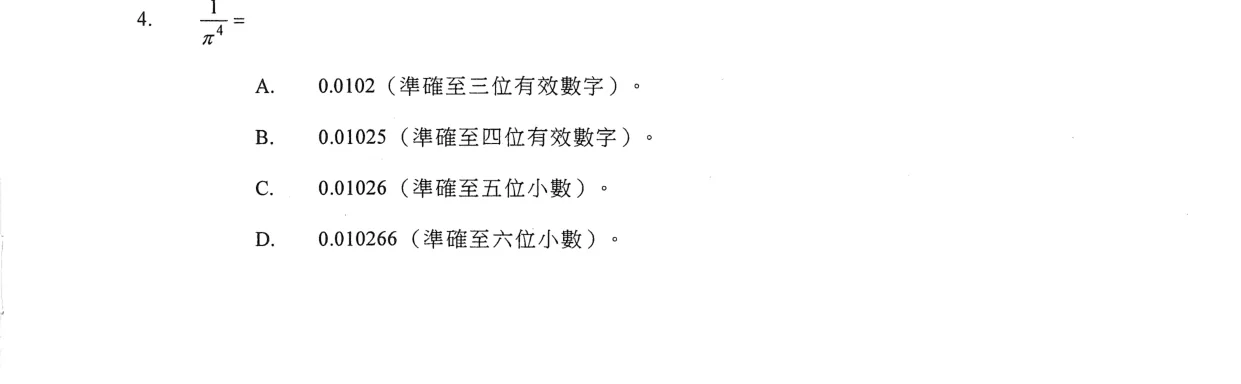 4. 1/π⁴ =
A. 0.0102（準確至三位有效數字）。
B. 0.01025（準確至四位有效數字）。
C. 0.01026（準確至五位小數）。
D. 0.010266（準確至六位小數）。